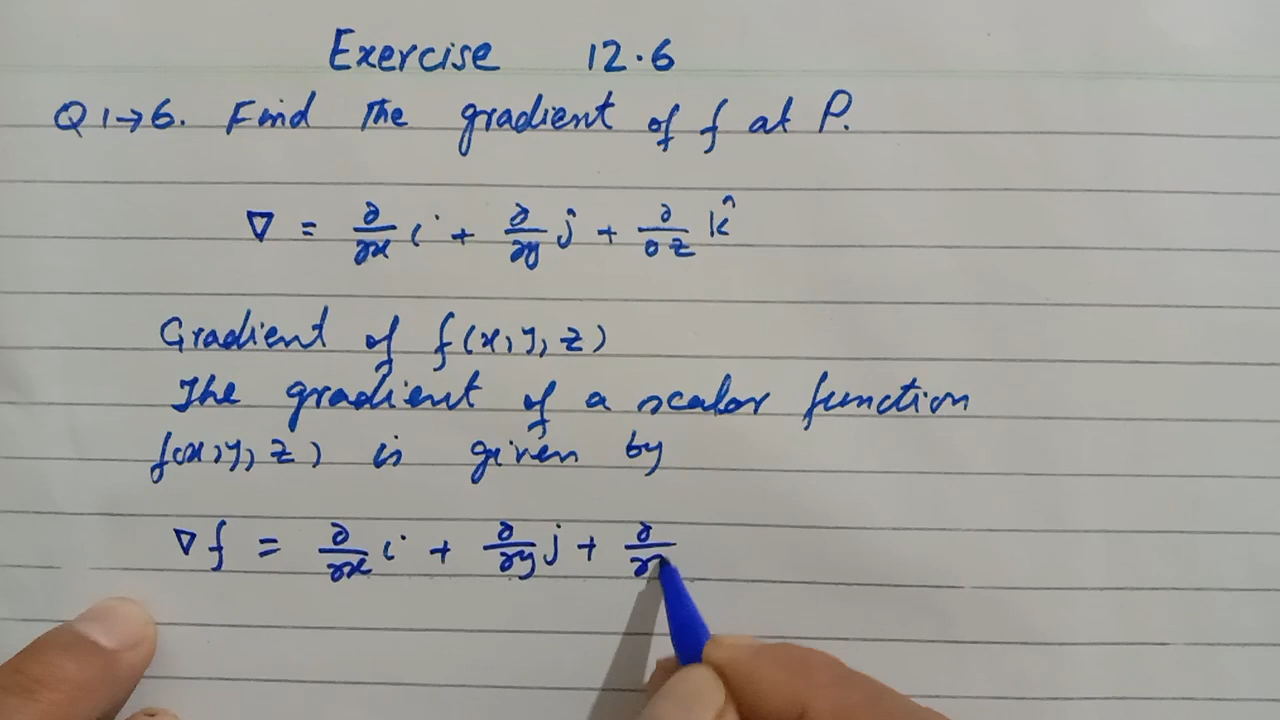 Exercise 12.6
Q 1→6. Find The gradient of f at P.
∇ = ∂/∂x i + ∂/∂y ĵ + ∂/∂z k̂
Gradient of f(x, y, z)
The gradient of a scalar function
f(x, y, z) is given by
∇f = ∂/∂x i + ∂/∂y j + ∂/∂